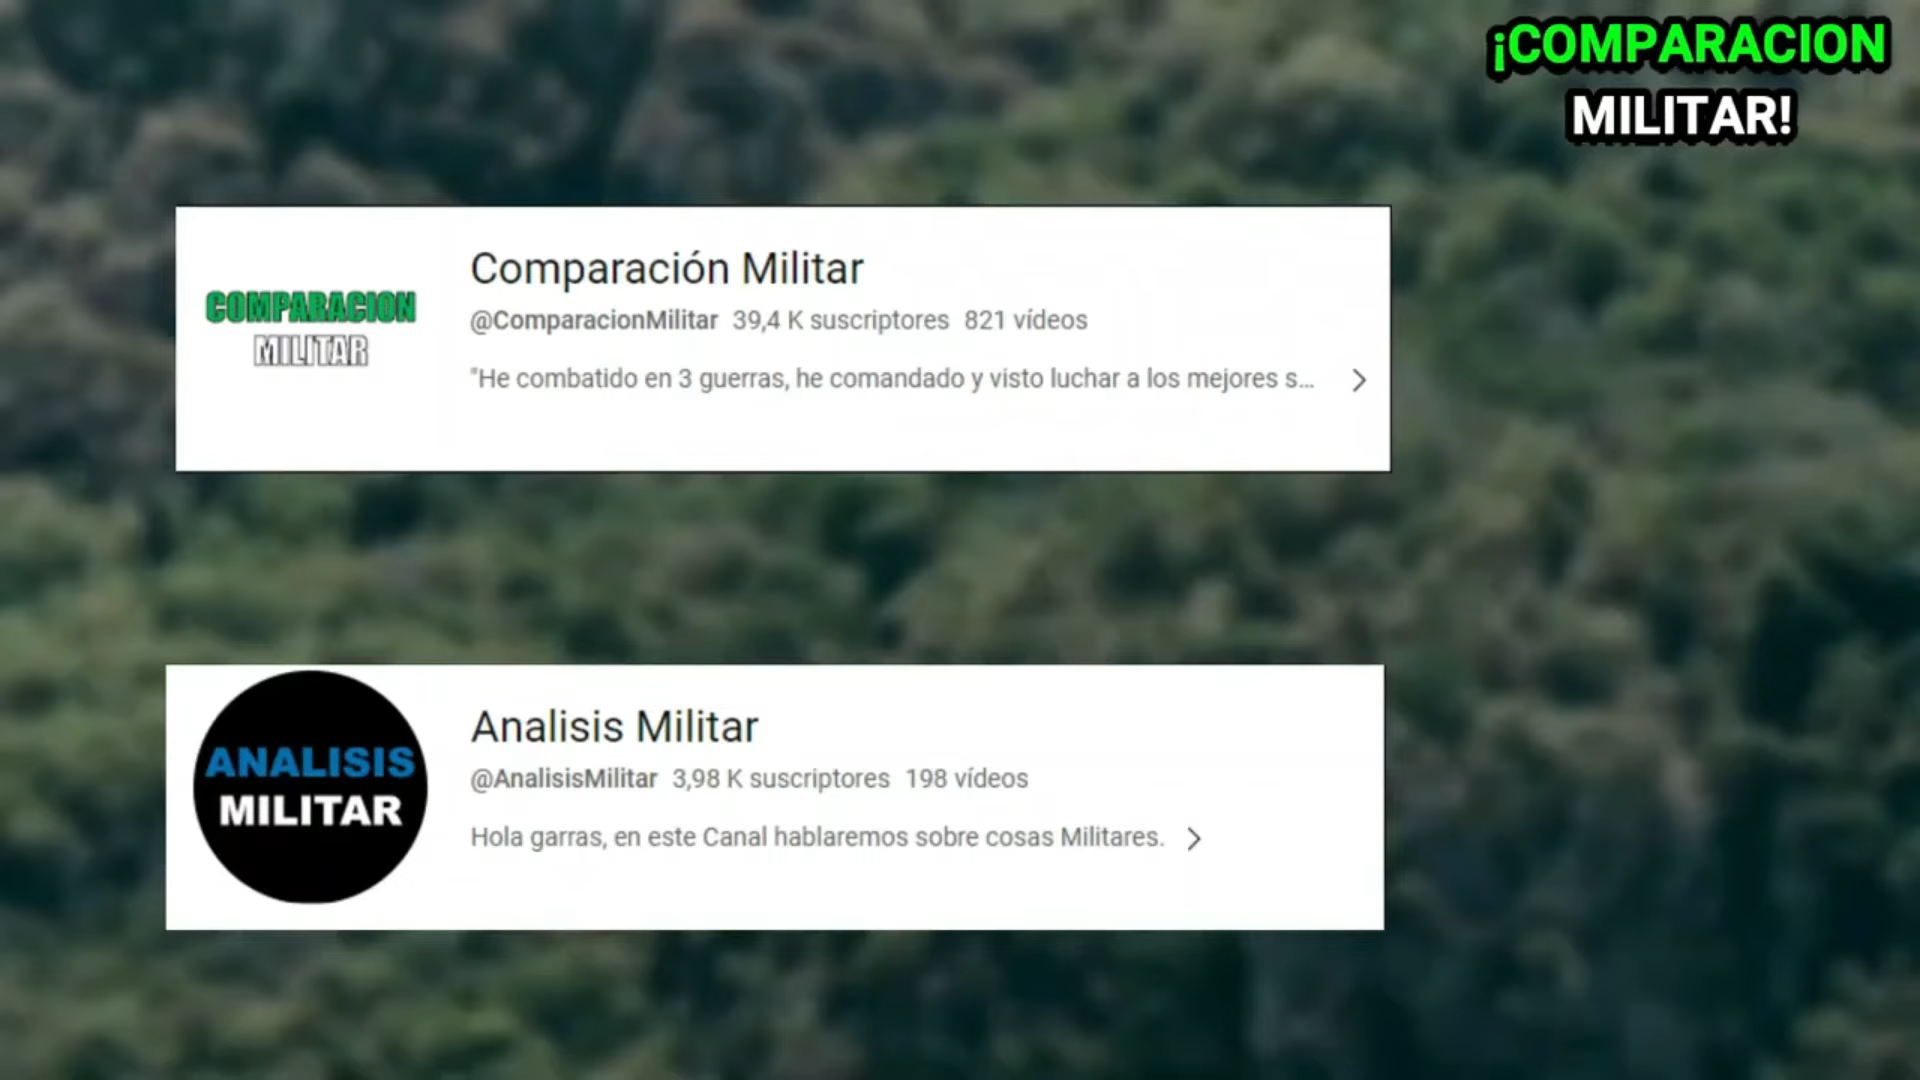 ¡COMPARACION
MILITAR!
COMPARACION
MILITAR
Comparación Militar
@ComparacionMilitar 39,4 K suscriptores 821 vídeos
"He combatido en 3 guerras, he comandado y visto luchar a los mejores s...
ANALISIS
MILITAR
Analisis Militar
@AnalisisMilitar 3,98 K suscriptores 198 vídeos
Hola garras, en este Canal hablaremos sobre cosas Militares.